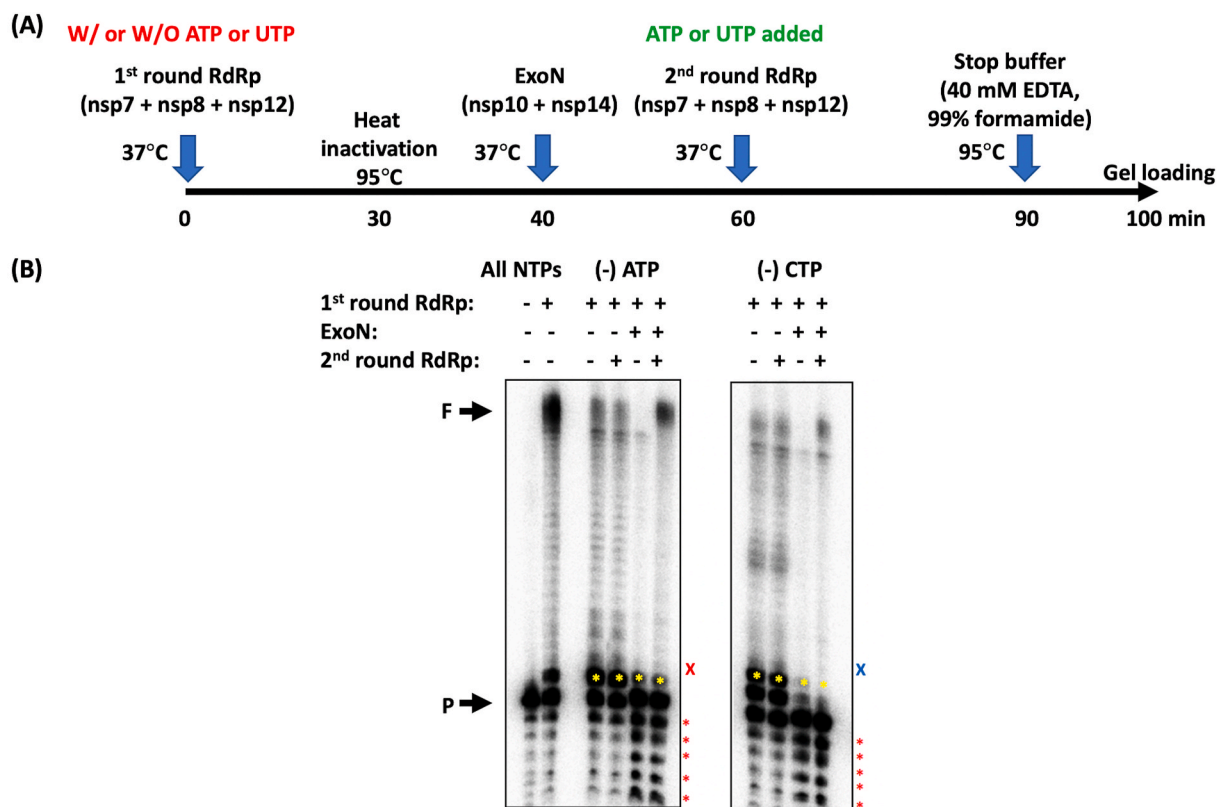 (A)
W/ or W/O ATP or UTP
ATP or UTP added
1st round RdRp
(nsp7 + nsp8 + nsp12)
ExoN
(nsp10 + nsp14)
2nd round RdRp
(nsp7 + nsp8 + nsp12)
Stop buffer
(40 mM EDTA,
99% formamide)
37°C
Heat
inactivation
95°C
37°C
37°C
95°C
Gel loading
0
30
40
60
90
100 min
(B)
All NTPs
(-) ATP
(-) CTP
1st round RdRp: - + + + + + + + + +
ExoN: - - - - + + - - + +
2nd round RdRp: - - - + - + - + - +
F
P
* * * *
X
*
*
*
*
*
* * * *
X
*
*
*
*
*